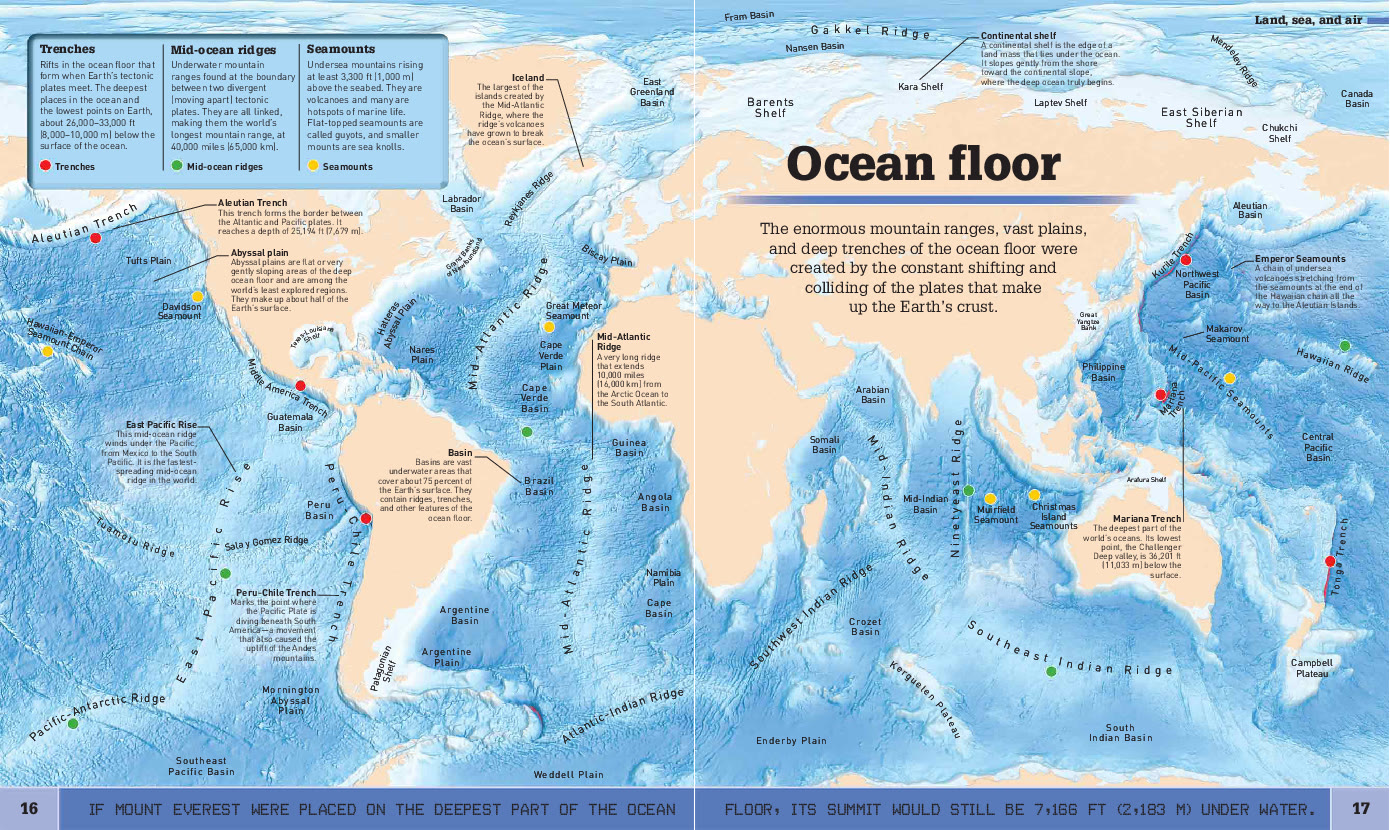 Land, sea, and air
Trenches
Rifts in the ocean floor that
form when Earth's tectonic
plates meet. The deepest
places in the ocean and
the lowest points on Earth,
about 26,000–33,000 ft
(8,000–10,000 m) below the
surface of the ocean.
Trenches
Mid-ocean ridges
Underwater mountain
ranges found at the boundary
between two divergent
(moving apart) tectonic
plates. They are all linked,
making them the world's
longest mountain range, at
40,000 miles (65,000 km).
Mid-ocean ridges
Seamounts
Undersea mountains rising
at least 3,300 ft (1,000 m)
above the seabed. They are
volcanoes and many are
hotspots of marine life.
Flat-topped seamounts are
called guyots, and smaller
mounts are sea knolls.
Seamounts
Iceland
The largest of the
islands created by
the Mid-Atlantic
Ridge, where the
ridge's volcanoes
have grown to break
the ocean's surface.
East
Greenland
Basin
Labrador
Basin
Reykjanes Ridge
Aleutian Trench
Aleutian Trench
This trench forms the border between
the Atlantic and Pacific plates. It
reaches a depth of 25,194 ft (7,679 m).
Abyssal plain
Abyssal plains are flat or very
gently sloping areas of the deep
ocean floor and are among the
world's least explored regions.
They make up about half of the
Earth's surface.
Tufts Plain
Davidson
Seamount
Hawaiian-Emperor
Seamount Chain
Grand Banks
of Newfoundland
Biscay Plain
Mid Atlantic Ridge
Great Meteor
Seamount
Texas-Louisiana
Shelf
Hatteras
Abyssal Plain
Nares
Plain
Cape
Verde
Plain
Cape
Verde
Basin
Mid-Atlantic
Ridge
A very long ridge
that extends
10,000 miles
(16,000 km) from
the Arctic Ocean to
the South Atlantic.
Middle America Trench
Guatemala
Basin
East Pacific Rise
This mid-ocean ridge
winds under the Pacific,
from Mexico to the South
Pacific. It is the fastest-
spreading mid-ocean
ridge in the world.
Basin
Basins are vast
underwater areas that
cover about 75 percent of
the Earth's surface. They
contain ridges, trenches,
and other features of the
ocean floor.
Brazil
Basin
Guinea
Basin
Angola
Basin
Peru
Basin
Peru-Chile Trench
East Pacific Rise
Tuamotu Ridge
Sala y Gomez Ridge
Peru-Chile Trench
Marks the point where
the Pacific Plate is
diving beneath South
America—a movement
that also caused the
uplift of the Andes
mountains.
Mid Atlantic Ridge
Namibia
Plain
Cape
Basin
Argentine
Basin
Argentine
Plain
Patagonian
Shelf
Mornington
Abyssal
Plain
Pacific-Antarctic Ridge
Southeast
Pacific Basin
Atlantic-Indian Ridge
Weddell Plain
Fram Basin
Gakkel Ridge
Nansen Basin
Continental shelf
A continental shelf is the edge of a
land mass that lies under the ocean.
It slopes gently from the shore
toward the continental slope,
where the deep ocean truly begins.
Kara Shelf
Barents
Shelf
Laptev Shelf
Mendeley Ridge
East Siberian
Shelf
Canada
Basin
Chukchi
Shelf
Ocean floor
The enormous mountain ranges, vast plains,
and deep trenches of the ocean floor were
created by the constant shifting and
colliding of the plates that make
up the Earth's crust.
Aleutian
Basin
Kurile Trench
Northwest
Pacific
Basin
Emperor Seamounts
A chain of undersea
volcanoes stretching from
the seamounts at the end of
the Hawaiian chain all the
way to the Aleutian Islands.
Great
Yangtze
Bank
Makarov
Seamount
Mid-Pacific Seamounts
Hawaiian Ridge
Philippine
Basin
Mariana
Trench
Arabian
Basin
Somali
Basin
Mid-Indian Ridge
Ninetyeast Ridge
Mid-Indian
Basin
Muirfield
Seamount
Christmas
Island
Seamounts
Arafura Shelf
Central
Pacific
Basin
Mariana Trench
The deepest part of the
world's oceans. Its lowest
point, the Challenger
Deep valley, is 36,201 ft
(11,033 m) below the
surface.
Tonga Trench
Southwest Indian Ridge
Crozet
Basin
Kerguelen Plateau
Southeast Indian Ridge
Campbell
Plateau
Enderby Plain
South
Indian Basin
16
IF MOUNT EVEREST WERE PLACED ON THE DEEPEST PART OF THE OCEAN FLOOR, ITS SUMMIT WOULD STILL BE 7,166 FT (2,183 M) UNDER WATER.
17